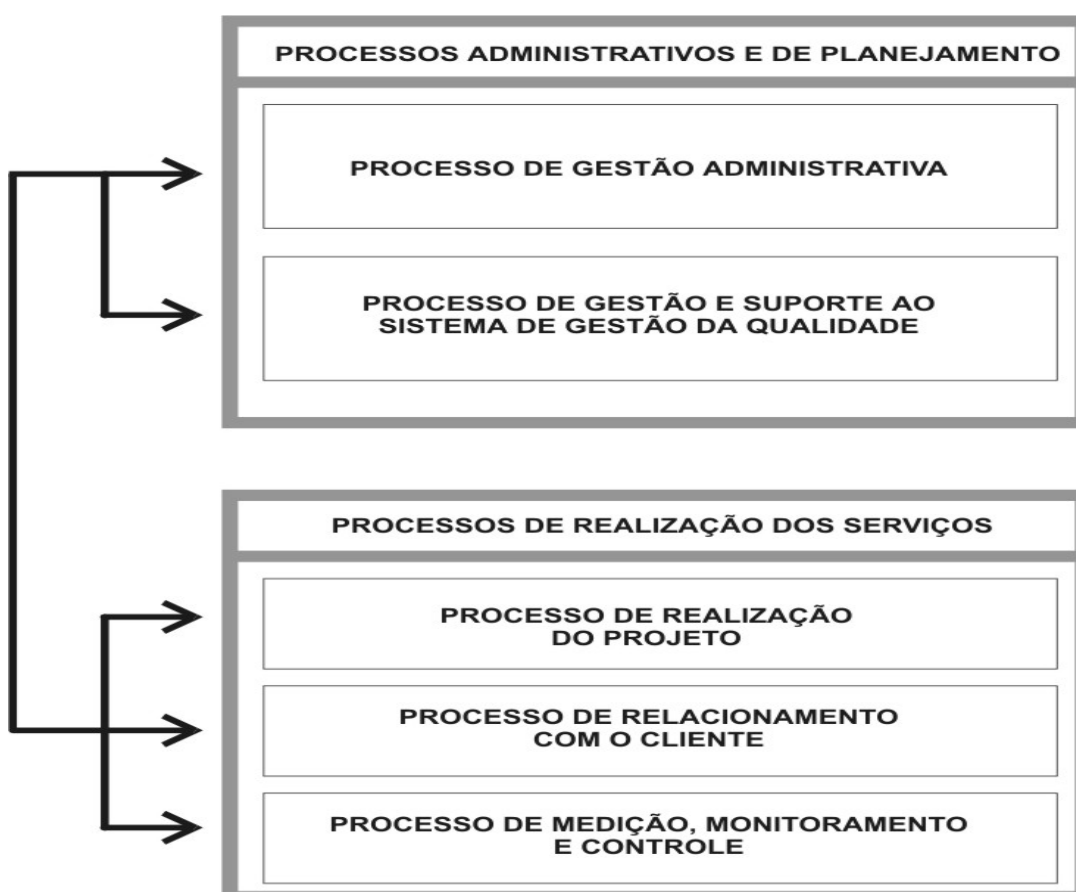 PROCESSOS ADMINISTRATIVOS E DE PLANEJAMENTO
PROCESSO DE GESTÃO ADMINISTRATIVA
PROCESSO DE GESTÃO E SUPORTE AO
SISTEMA DE GESTÃO DA QUALIDADE
PROCESSOS DE REALIZAÇÃO DOS SERVIÇOS
PROCESSO DE REALIZAÇÃO
DO PROJETO
PROCESSO DE RELACIONAMENTO
COM O CLIENTE
PROCESSO DE MEDIÇÃO, MONITORAMENTO
E CONTROLE